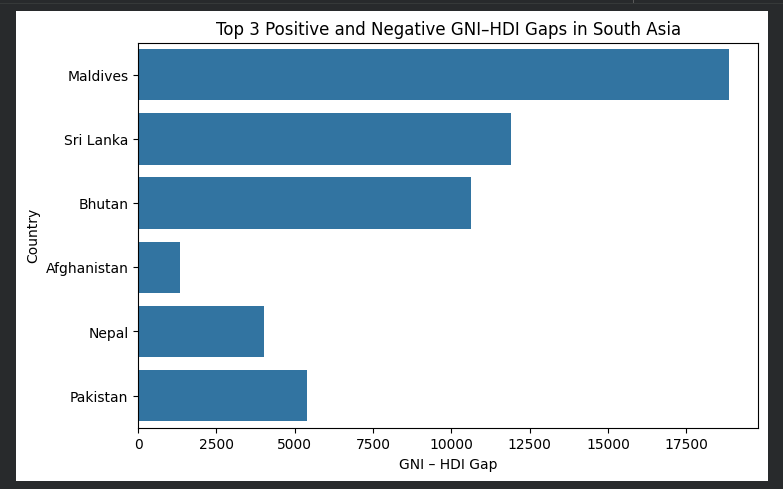 Top 3 Positive and Negative GNI–HDI Gaps in South Asia
Maldives
Sri Lanka
Bhutan
Afghanistan
Nepal
Pakistan
Country
0 2500 5000 7500 10000 12500 15000 17500
GNI – HDI Gap